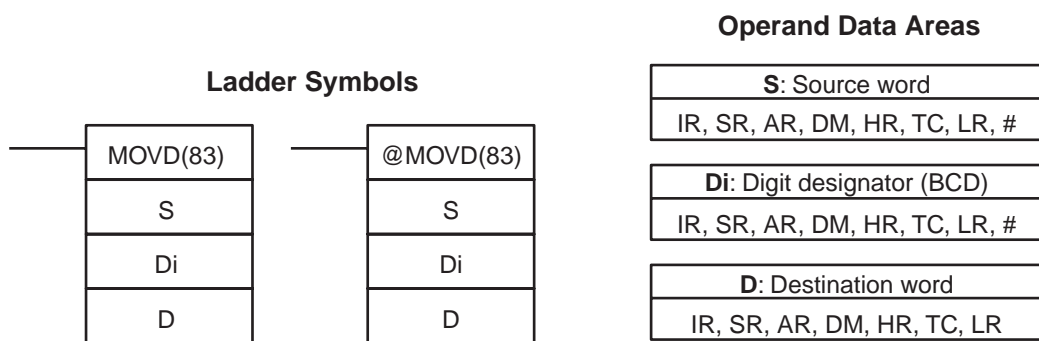 Ladder Symbols
MOVD(83)
S
Di
D
@MOVD(83)
S
Di
D
Operand Data Areas
S: Source word
IR, SR, AR, DM, HR, TC, LR, #
Di: Digit designator (BCD)
IR, SR, AR, DM, HR, TC, LR, #
D: Destination word
IR, SR, AR, DM, HR, TC, LR